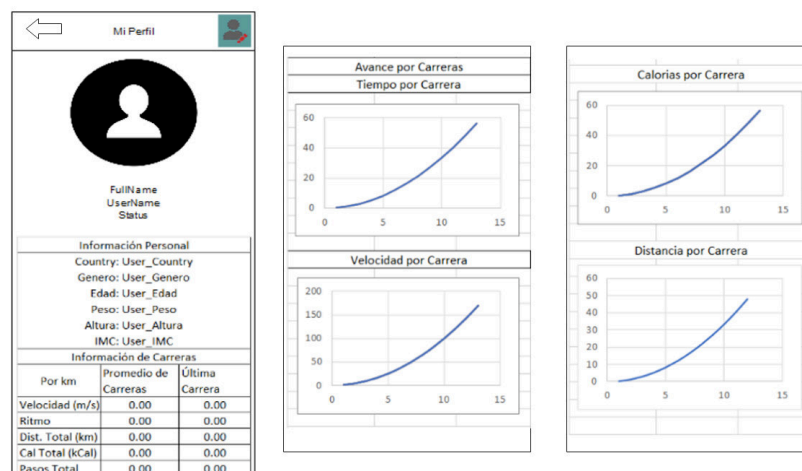 Mi Perfil
FullName
UserName
Status
Información Personal
Country: User_Country
Genero: User_Genero
Edad: User_Edad
Peso: User_Peso
Altura: User_Altura
IMC: User_IMC
Información de Carreras
Por km Promedio de Carreras Última Carrera
Velocidad (m/s) 0.00 0.00
Ritmo 0.00 0.00
Dist. Total (km) 0.00 0.00
Cal Total (kCal) 0.00 0.00
Pasos Total 0.00 0.00
Avance por Carreras
Tiempo por Carrera
60
40
20
0
0 5 10 15
Velocidad por Carrera
200
150
100
50
0
0 5 10 15
Calorias por Carrera
60
40
20
0
0 5 10 15
Distancia por Carrera
60
50
40
30
20
10
0
0 5 10 15